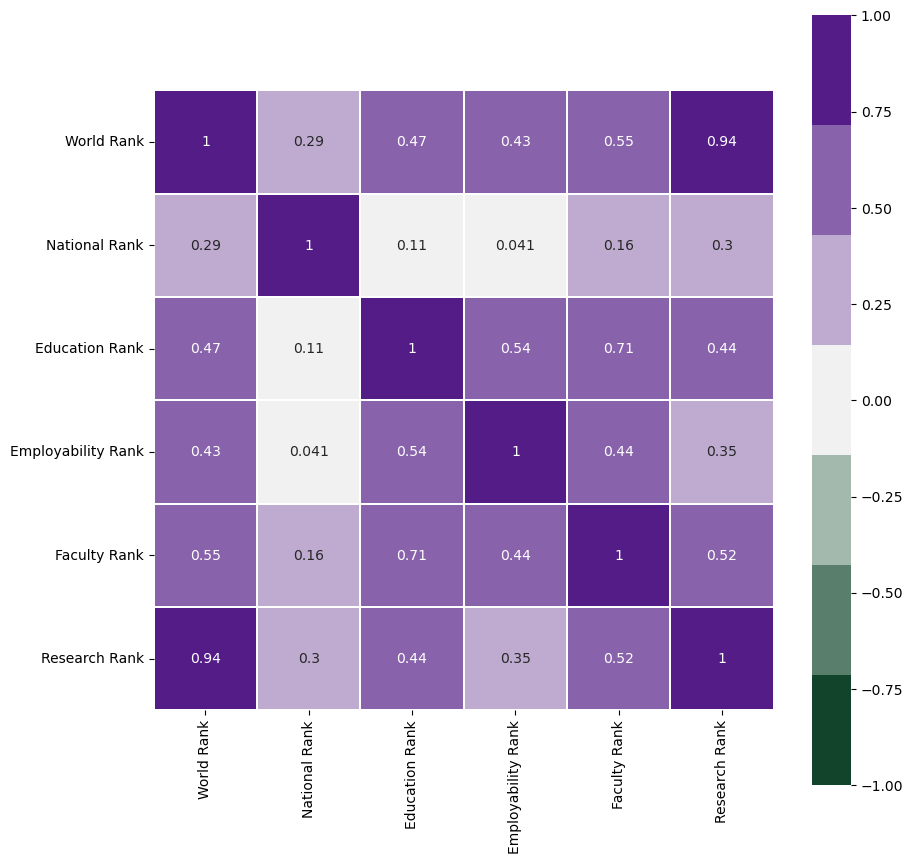 World Rank 1 0.29 0.47 0.43 0.55 0.94
National Rank 0.29 1 0.11 0.041 0.16 0.3
Education Rank 0.47 0.11 1 0.54 0.71 0.44
Employability Rank 0.43 0.041 0.54 1 0.44 0.35
Faculty Rank 0.55 0.16 0.71 0.44 1 0.52
Research Rank 0.94 0.3 0.44 0.35 0.52 1
World Rank
National Rank
Education Rank
Employability Rank
Faculty Rank
Research Rank
1.00
0.75
0.50
0.25
0.00
−0.25
−0.50
−0.75
−1.00